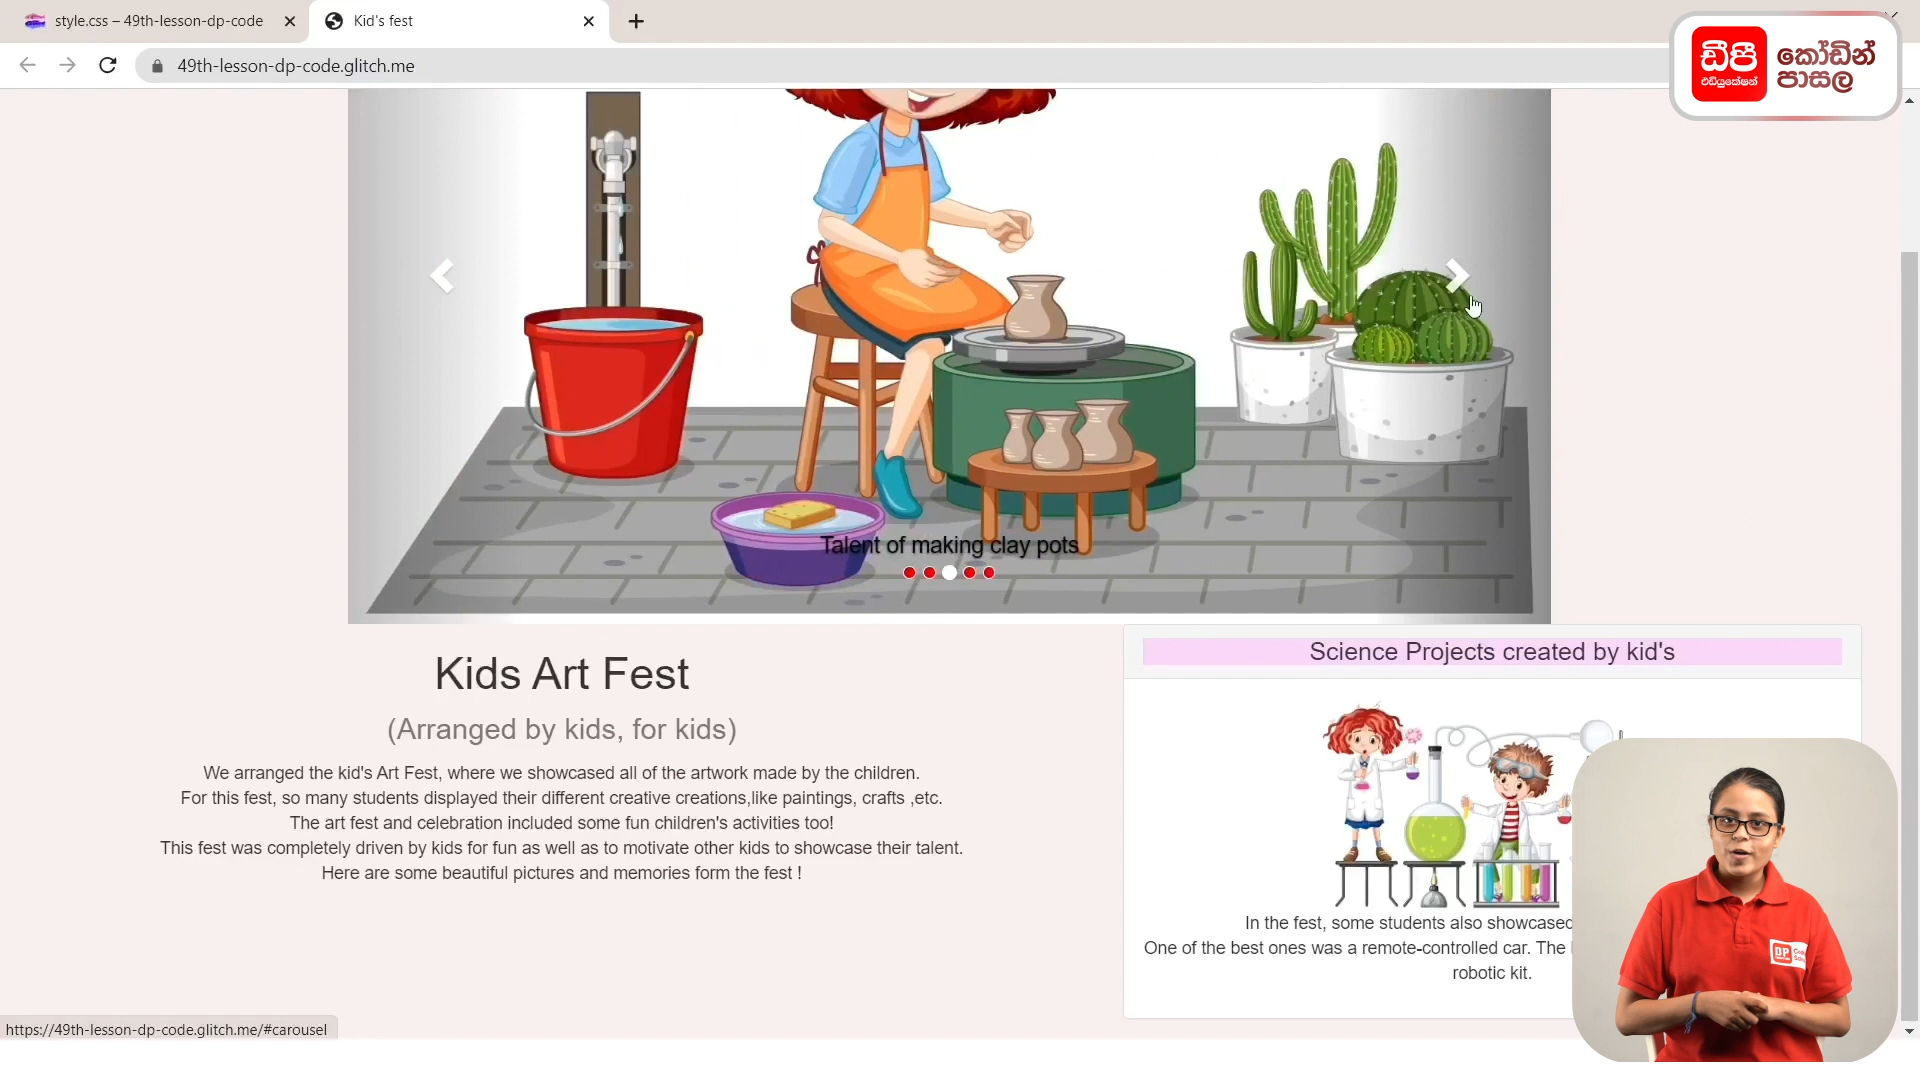 style.css – 49th-lesson-dp-code
Kid's fest
49th-lesson-dp-code.glitch.me
ඩීපී
එඩියුකේෂන්
කෝඩින්
පාසල
Talent of making clay pots
Kids Art Fest
(Arranged by kids, for kids)
We arranged the kid's Art Fest, where we showcased all of the artwork made by the children.
For this fest, so many students displayed their different creative creations,like paintings, crafts ,etc.
The art fest and celebration included some fun children's activities too!
This fest was completely driven by kids for fun as well as to motivate other kids to showcase their talent.
Here are some beautiful pictures and memories form the fest !
Science Projects created by kid's
In the fest, some students also showcased
One of the best ones was a remote-controlled car. The
robotic kit.
DP
https://49th-lesson-dp-code.glitch.me/#carousel